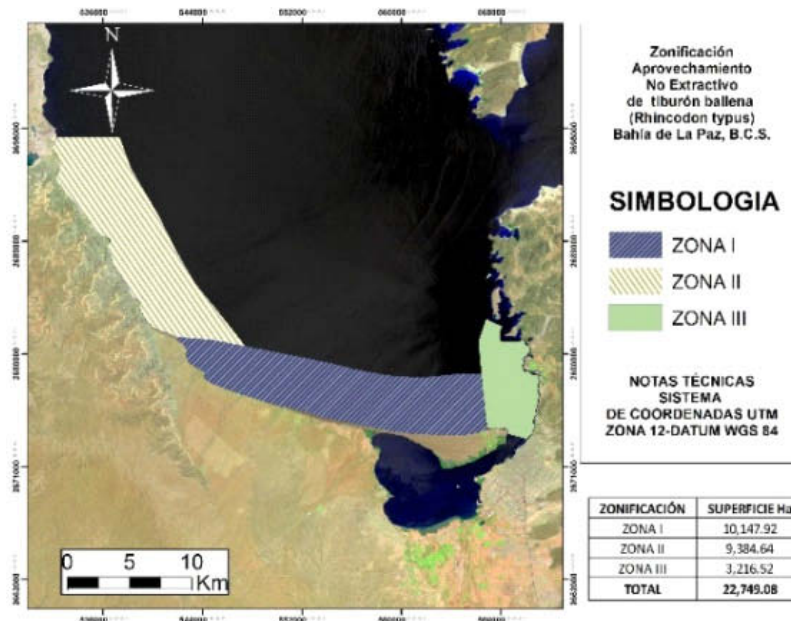 N
Zonificación
Aprovechamiento
No Extractivo
de tiburón ballena
(Rhincodon typus)
Bahía de La Paz, B.C.S.
SIMBOLOGIA
ZONA I
ZONA II
ZONA III
NOTAS TÉCNICAS
SISTEMA
DE COORDENADAS UTM
ZONA 12-DATUM WGS 84
0 5 10
Km
ZONIFICACIÓN SUPERFICIE Ha
ZONA I 10,147.92
ZONA II 9,384.64
ZONA III 3,216.52
TOTAL 22,749.08